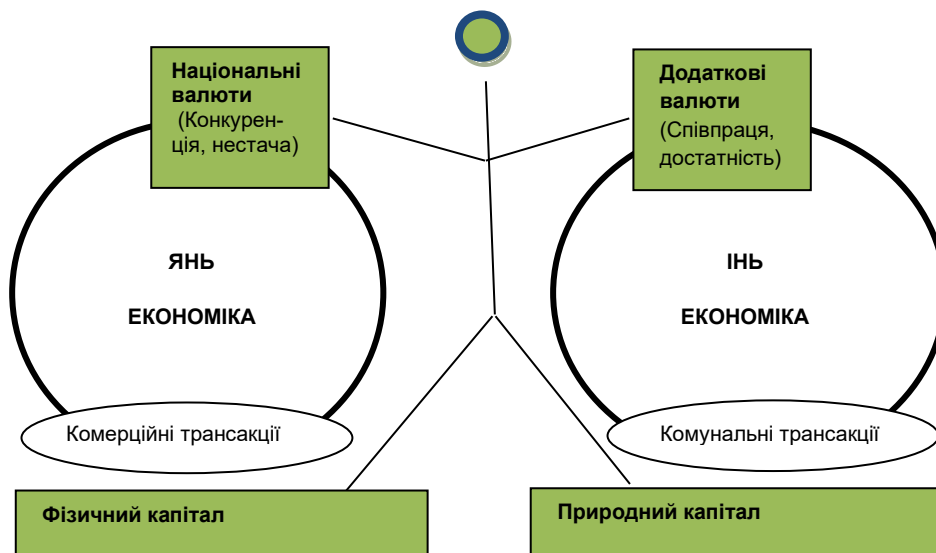 Національні
валюти
(Конкурен-
ція, нестача)
Додаткові
валюти
(Співпраця,
достатність)
ЯНЬ
ЕКОНОМІКА
ІНЬ
ЕКОНОМІКА
Комерційні трансакції
Комунальні трансакції
Фізичний капітал
Природний капітал